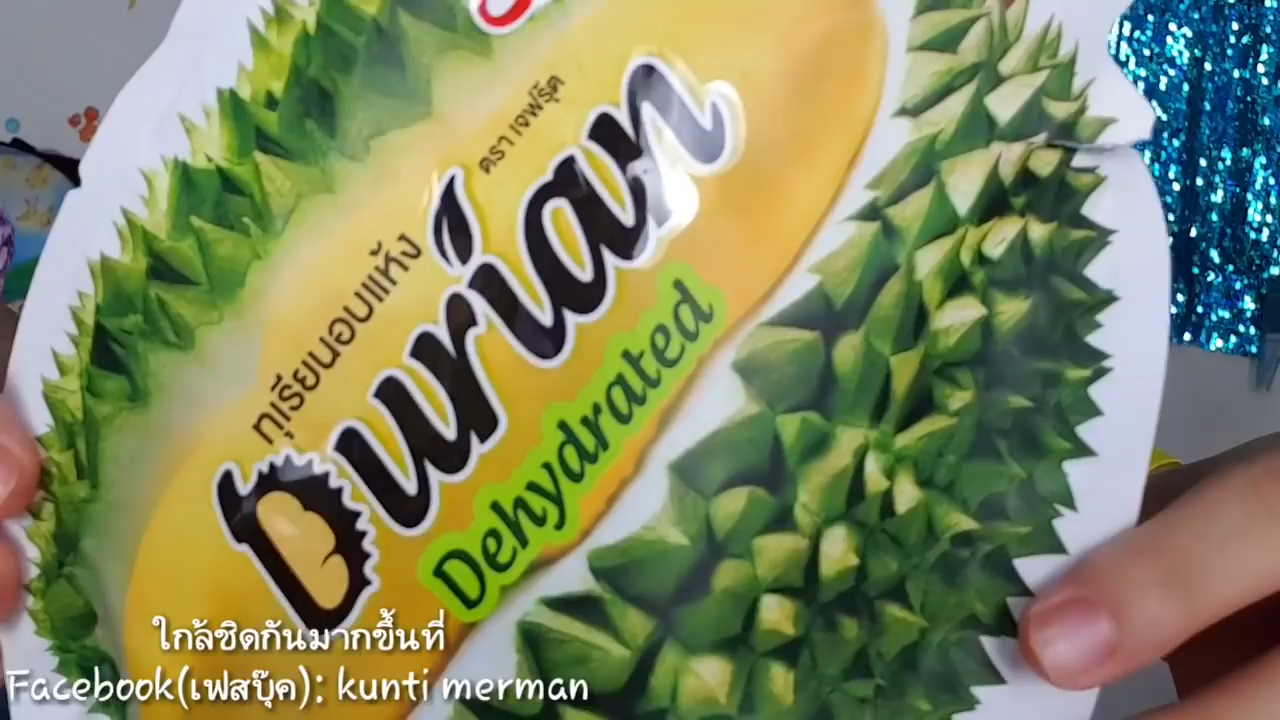 ตรา เจฟรุ๊ต
ทุเรียนอบแห้ง
Durian
Dehydrated
ใกล้ชิดกันมากขึ้นที่
Facebook(เฟสบุ๊ค): kunti merman